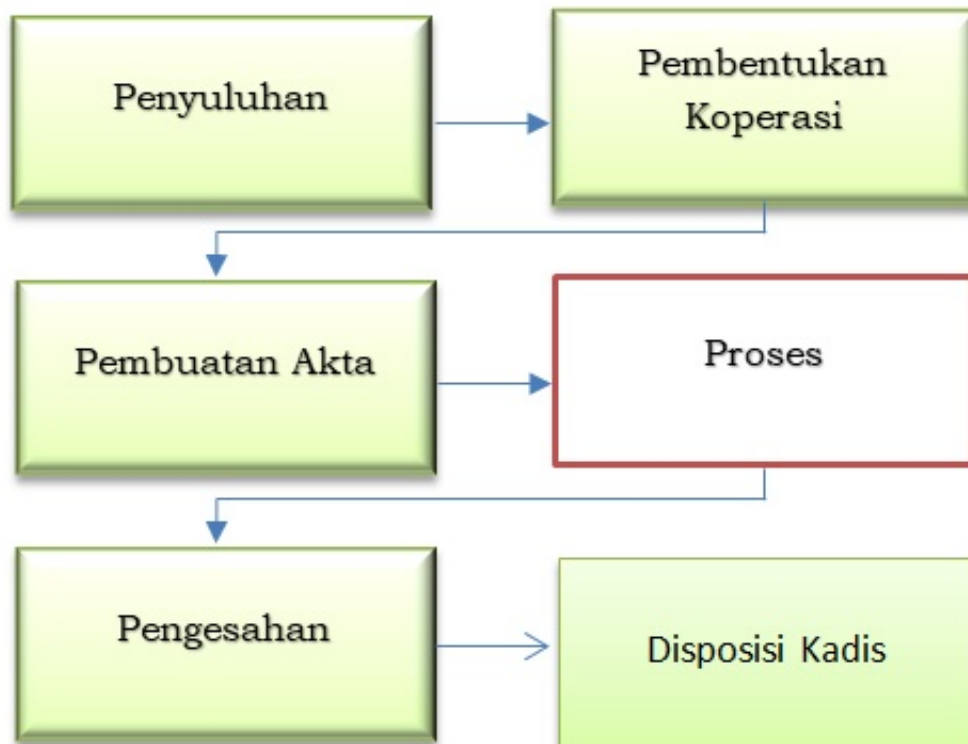 Penyuluhan
Pembentukan
Koperasi
Pembuatan Akta
Proses
Pengesahan
Disposisi Kadis